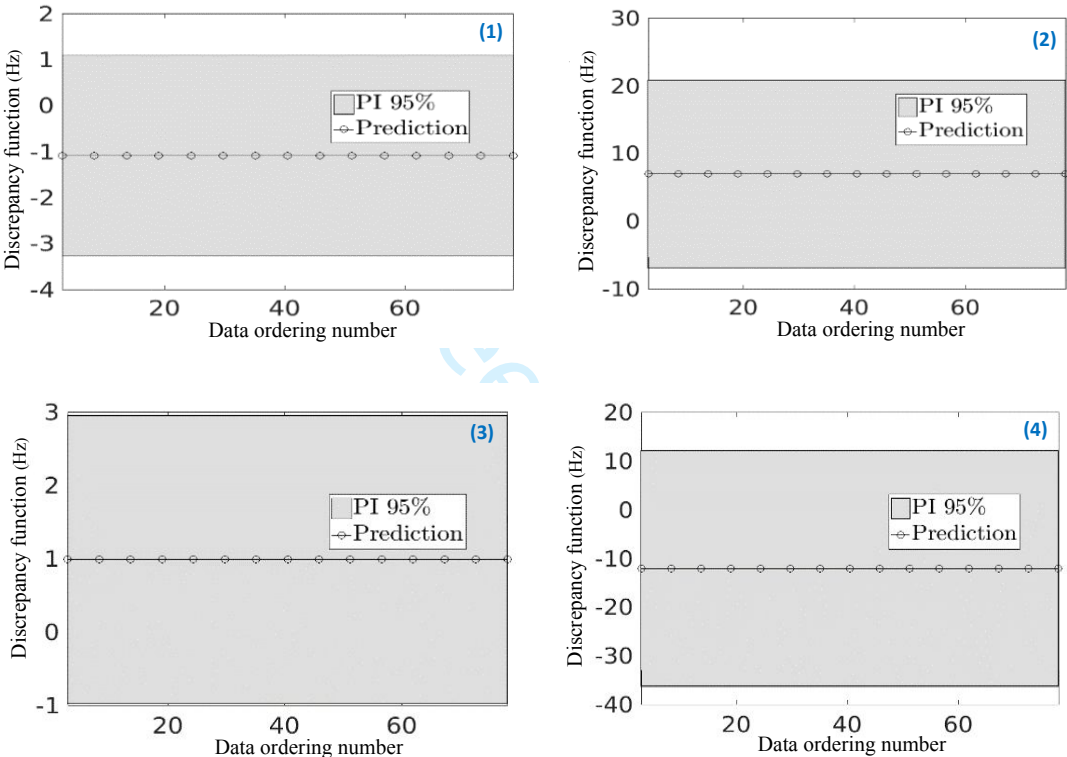 2
1
0
-1
-2
-3
-4
20
40
60
Discrepancy function (Hz)
Data ordering number
(1)
PI 95%
Prediction
30
20
10
0
-10
20
40
60
Discrepancy function (Hz)
Data ordering number
(2)
PI 95%
Prediction
3
2
1
0
-1
20
40
60
Discrepancy function (Hz)
Data ordering number
(3)
PI 95%
Prediction
20
10
0
-10
-20
-30
-40
20
40
60
Discrepancy function (Hz)
Data ordering number
(4)
PI 95%
Prediction